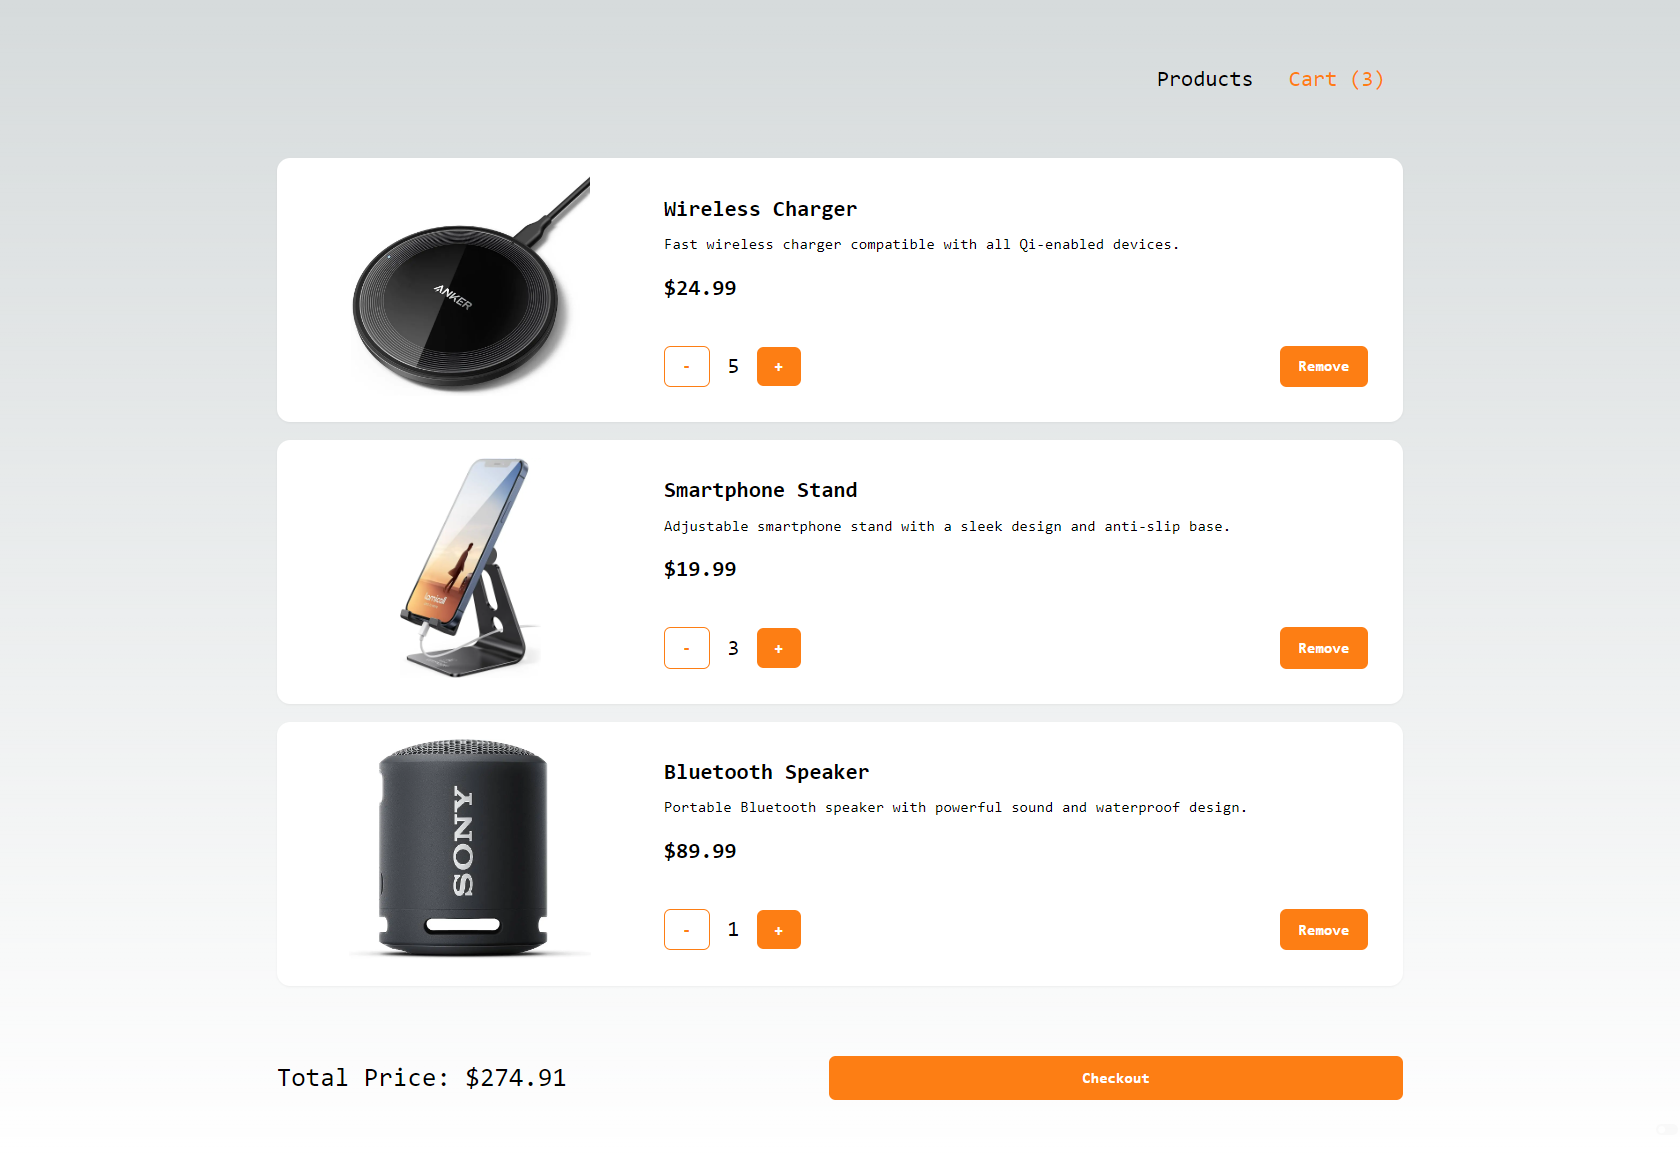 Products Cart (3)
ANKER
Wireless Charger
Fast wireless charger compatible with all Qi-enabled devices.
$24.99
- 5 +
Remove
Smartphone Stand
Adjustable smartphone stand with a sleek design and anti-slip base.
$19.99
- 3 +
Remove
SONY
Bluetooth Speaker
Portable Bluetooth speaker with powerful sound and waterproof design.
$89.99
- 1 +
Remove
Total Price: $274.91
Checkout